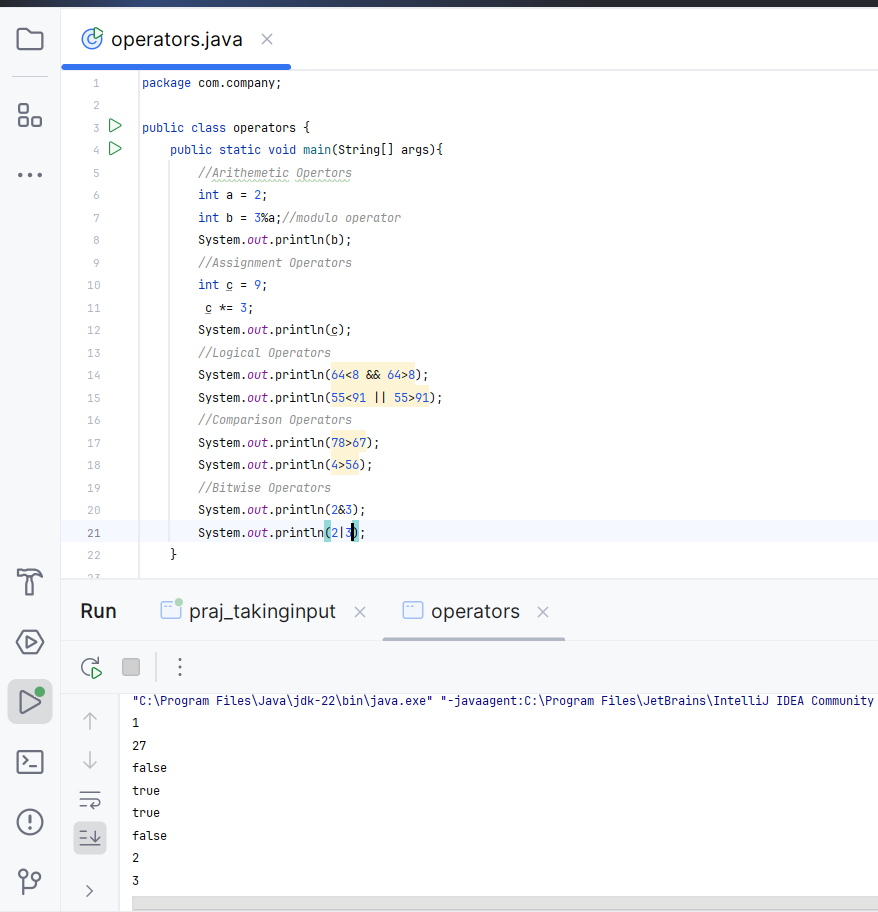 operators.java
1 package com.company;
2
3 public class operators {
4 public static void main(String[] args){
5 //Arithemetic Opertors
6 int a = 2;
7 int b = 3%a;//modulo operator
8 System.out.println(b);
9 //Assignment Operators
10 int c = 9;
11 c *= 3;
12 System.out.println(c);
13 //Logical Operators
14 System.out.println(64<8 && 64>8);
15 System.out.println(55<91 || 55>91);
16 //Comparison Operators
17 System.out.println(78>67);
18 System.out.println(4>56);
19 //Bitwise Operators
20 System.out.println(2&3);
21 System.out.println(2|3);
22 }
23
Run praj_takinginput operators
"C:\Program Files\Java\jdk-22\bin\java.exe" "-javaagent:C:\Program Files\JetBrains\IntelliJ IDEA Community
1
27
false
true
true
false
2
3